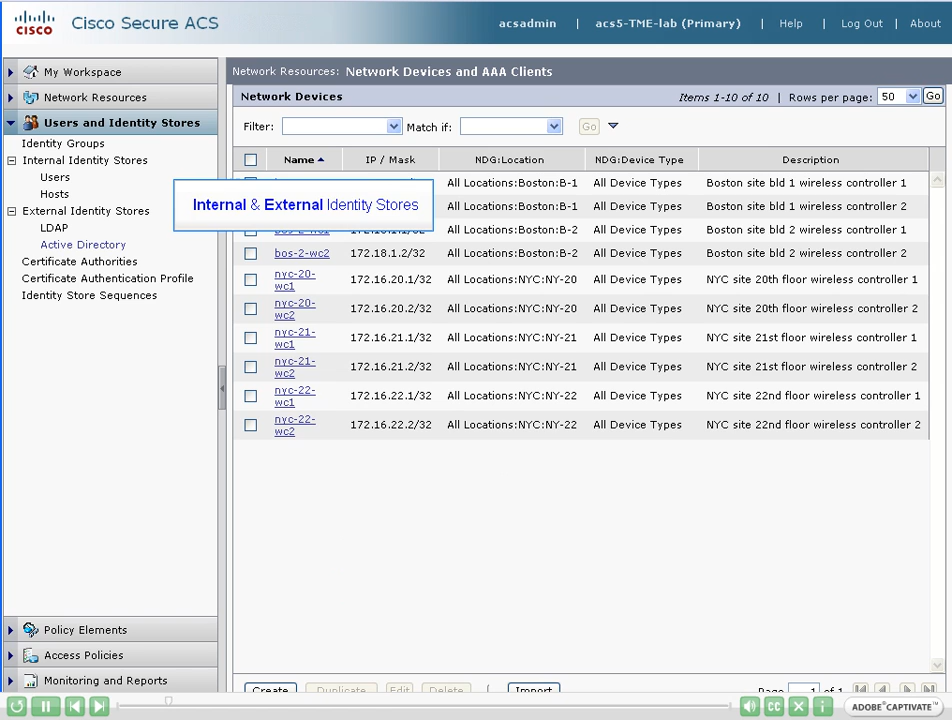 CISCO
Cisco Secure ACS
acsadmin | acs5-TME-lab (Primary) | Help | Log Out | About
My Workspace
Network Resources
Users and Identity Stores
Identity Groups
Internal Identity Stores
Users
Hosts
External Identity Stores
LDAP
Active Directory
Certificate Authorities
Certificate Authentication Profile
Identity Store Sequences
Policy Elements
Access Policies
Monitoring and Reports
Network Resources: Network Devices and AAA Clients
Network Devices Items 1-10 of 10 | Rows per page: 50 Go
Filter: Match if: Go
Name IP / Mask NDG:Location NDG:Device Type Description
All Locations:Boston:B-1 All Device Types Boston site bld 1 wireless controller 1
Internal & External Identity Stores
All Locations:Boston:B-1 All Device Types Boston site bld 1 wireless controller 2
All Locations:Boston:B-2 All Device Types Boston site bld 2 wireless controller 1
bos-2-wc2 172.18.1.2/32 All Locations:Boston:B-2 All Device Types Boston site bld 2 wireless controller 2
nyc-20-wc1 172.16.20.1/32 All Locations:NYC:NY-20 All Device Types NYC site 20th floor wireless controller 1
nyc-20-wc2 172.16.20.2/32 All Locations:NYC:NY-20 All Device Types NYC site 20th floor wireless controller 2
nyc-21-wc1 172.16.21.1/32 All Locations:NYC:NY-21 All Device Types NYC site 21st floor wireless controller 1
nyc-21-wc2 172.16.21.2/32 All Locations:NYC:NY-21 All Device Types NYC site 21st floor wireless controller 2
nyc-22-wc1 172.16.22.1/32 All Locations:NYC:NY-22 All Device Types NYC site 22nd floor wireless controller 1
nyc-22-wc2 172.16.22.2/32 All Locations:NYC:NY-22 All Device Types NYC site 22nd floor wireless controller 2
Create Duplicate Edit Delete | Import Page 1 of 1
CC ADOBE CAPTIVATE™